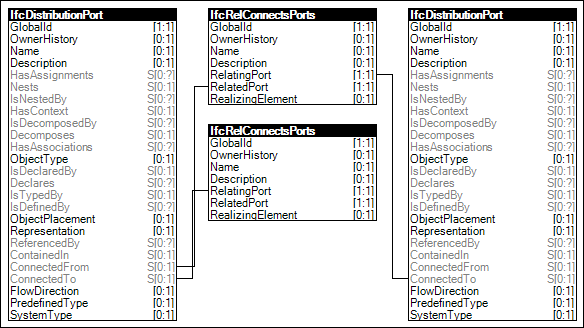 IfcDistributionPort
GlobalId [1:1]
OwnerHistory [0:1]
Name [0:1]
Description [0:1]
HasAssignments S[0:?]
Nests S[0:1]
IsNestedBy S[0:?]
HasContext S[0:1]
IsDecomposedBy S[0:?]
Decomposes S[0:1]
HasAssociations S[0:?]
ObjectType [0:1]
IsDeclaredBy S[0:1]
Declares S[0:?]
IsTypedBy S[0:1]
IsDefinedBy S[0:?]
ObjectPlacement [0:1]
Representation [0:1]
ReferencedBy S[0:?]
ContainedIn S[0:1]
ConnectedFrom S[0:1]
ConnectedTo S[0:1]
FlowDirection [0:1]
PredefinedType [0:1]
SystemType [0:1]
IfcRelConnectsPorts
GlobalId [1:1]
OwnerHistory [0:1]
Name [0:1]
Description [0:1]
RelatingPort [1:1]
RelatedPort [1:1]
RealizingElement [0:1]
IfcRelConnectsPorts
GlobalId [1:1]
OwnerHistory [0:1]
Name [0:1]
Description [0:1]
RelatingPort [1:1]
RelatedPort [1:1]
RealizingElement [0:1]
IfcDistributionPort
GlobalId [1:1]
OwnerHistory [0:1]
Name [0:1]
Description [0:1]
HasAssignments S[0:?]
Nests S[0:1]
IsNestedBy S[0:?]
HasContext S[0:1]
IsDecomposedBy S[0:?]
Decomposes S[0:1]
HasAssociations S[0:?]
ObjectType [0:1]
IsDeclaredBy S[0:1]
Declares S[0:?]
IsTypedBy S[0:1]
IsDefinedBy S[0:?]
ObjectPlacement [0:1]
Representation [0:1]
ReferencedBy S[0:?]
ContainedIn S[0:1]
ConnectedFrom S[0:1]
ConnectedTo S[0:1]
FlowDirection [0:1]
PredefinedType [0:1]
SystemType [0:1]